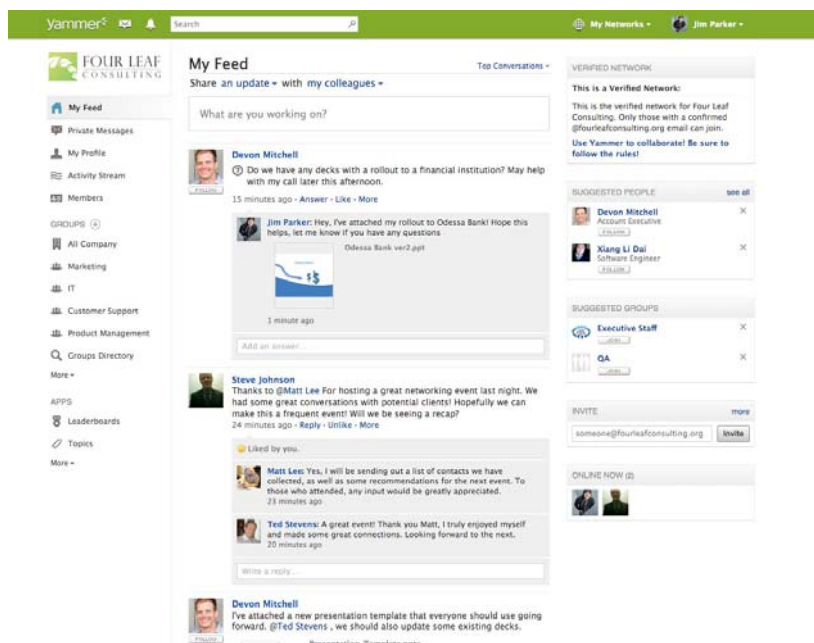 yammer
Search
My Networks
Jim Parker
FOUR LEAF
CONSULTING
My Feed
Private Messages
My Profile
Activity Stream
Members
GROUPS
All Company
Marketing
IT
Customer Support
Product Management
Groups Directory
More
APPS
Leaderboards
Topics
More
My Feed
Top Conversations
Share an update with my colleagues
What are you working on?
Devon Mitchell
Do we have any decks with a rollout to a financial institution? May help
with my call later this afternoon.
FOLLOW
15 minutes ago · Answer · Like · More
Jim Parker: Hey, I've attached my rollout to Odessa Bank! Hope this
helps, let me know if you have any questions
Odessa Bank ver2.ppt
$$
1 minute ago
Add an answer...
Steve Johnson
Thanks to @Matt Lee For hosting a great networking event last night. We
had some great conversations with potential clients! Hopefully we can
make this a frequent event! Will we be seeing a recap?
24 minutes ago · Reply · Unlike · More
Liked by you.
Matt Lee: Yes, I will be sending out a list of contacts we have
collected, as well as some recommendations for the next event. To
those who attended, any input would be greatly appreciated.
23 minutes ago
Ted Stevens: A great event! Thank you Matt, I truly enjoyed myself
and made some great connections. Looking forward to the next.
20 minutes ago
Write a reply...
Devon Mitchell
I've attached a new presentation template that everyone should use going
forward. @Ted Stevens , we should also update some existing decks.
FOLLOW
VERIFIED NETWORK
This is a Verified Network:
This is the verified network for Four Leaf
Consulting. Only those with a confirmed
@fourleafconsulting.org email can join.
Use Yammer to collaborate! Be sure to
follow the rules!
SUGGESTED PEOPLE see all
Devon Mitchell
Account Executive
FOLLOW
Xiang Li Dai
Software Engineer
FOLLOW
SUGGESTED GROUPS
Executive Staff
JOIN
QA
JOIN
INVITE more
someone@fourleafconsulting.org Invite
ONLINE NOW (2)